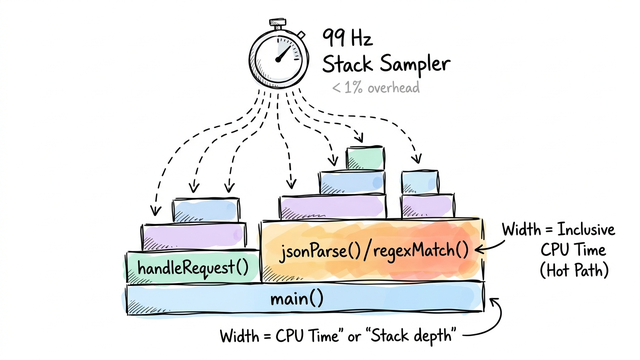 99 Hz
Stack Sampler
< 1% overhead
Width = Inclusive
CPU Time
(Hot Path)
jsonParse()/regexMatch()
handleRequest()
main()
Width = CPU Time” or “Stack depth”